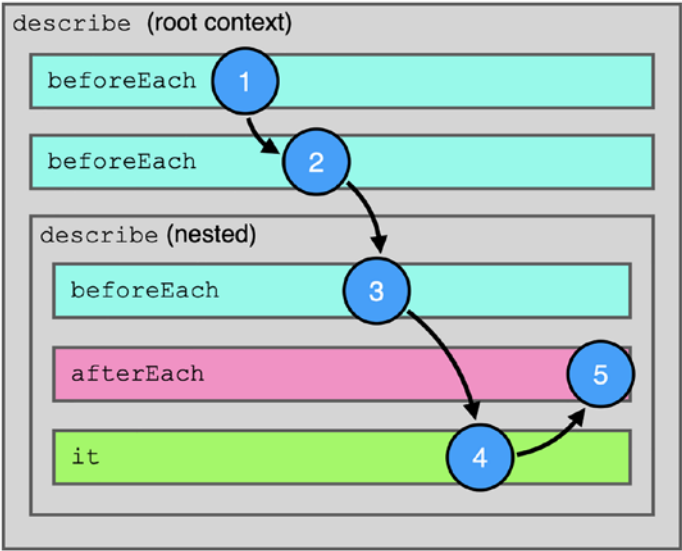 describe (root context)
beforeEach 1
beforeEach 2
describe (nested)
beforeEach 3
afterEach 5
it 4